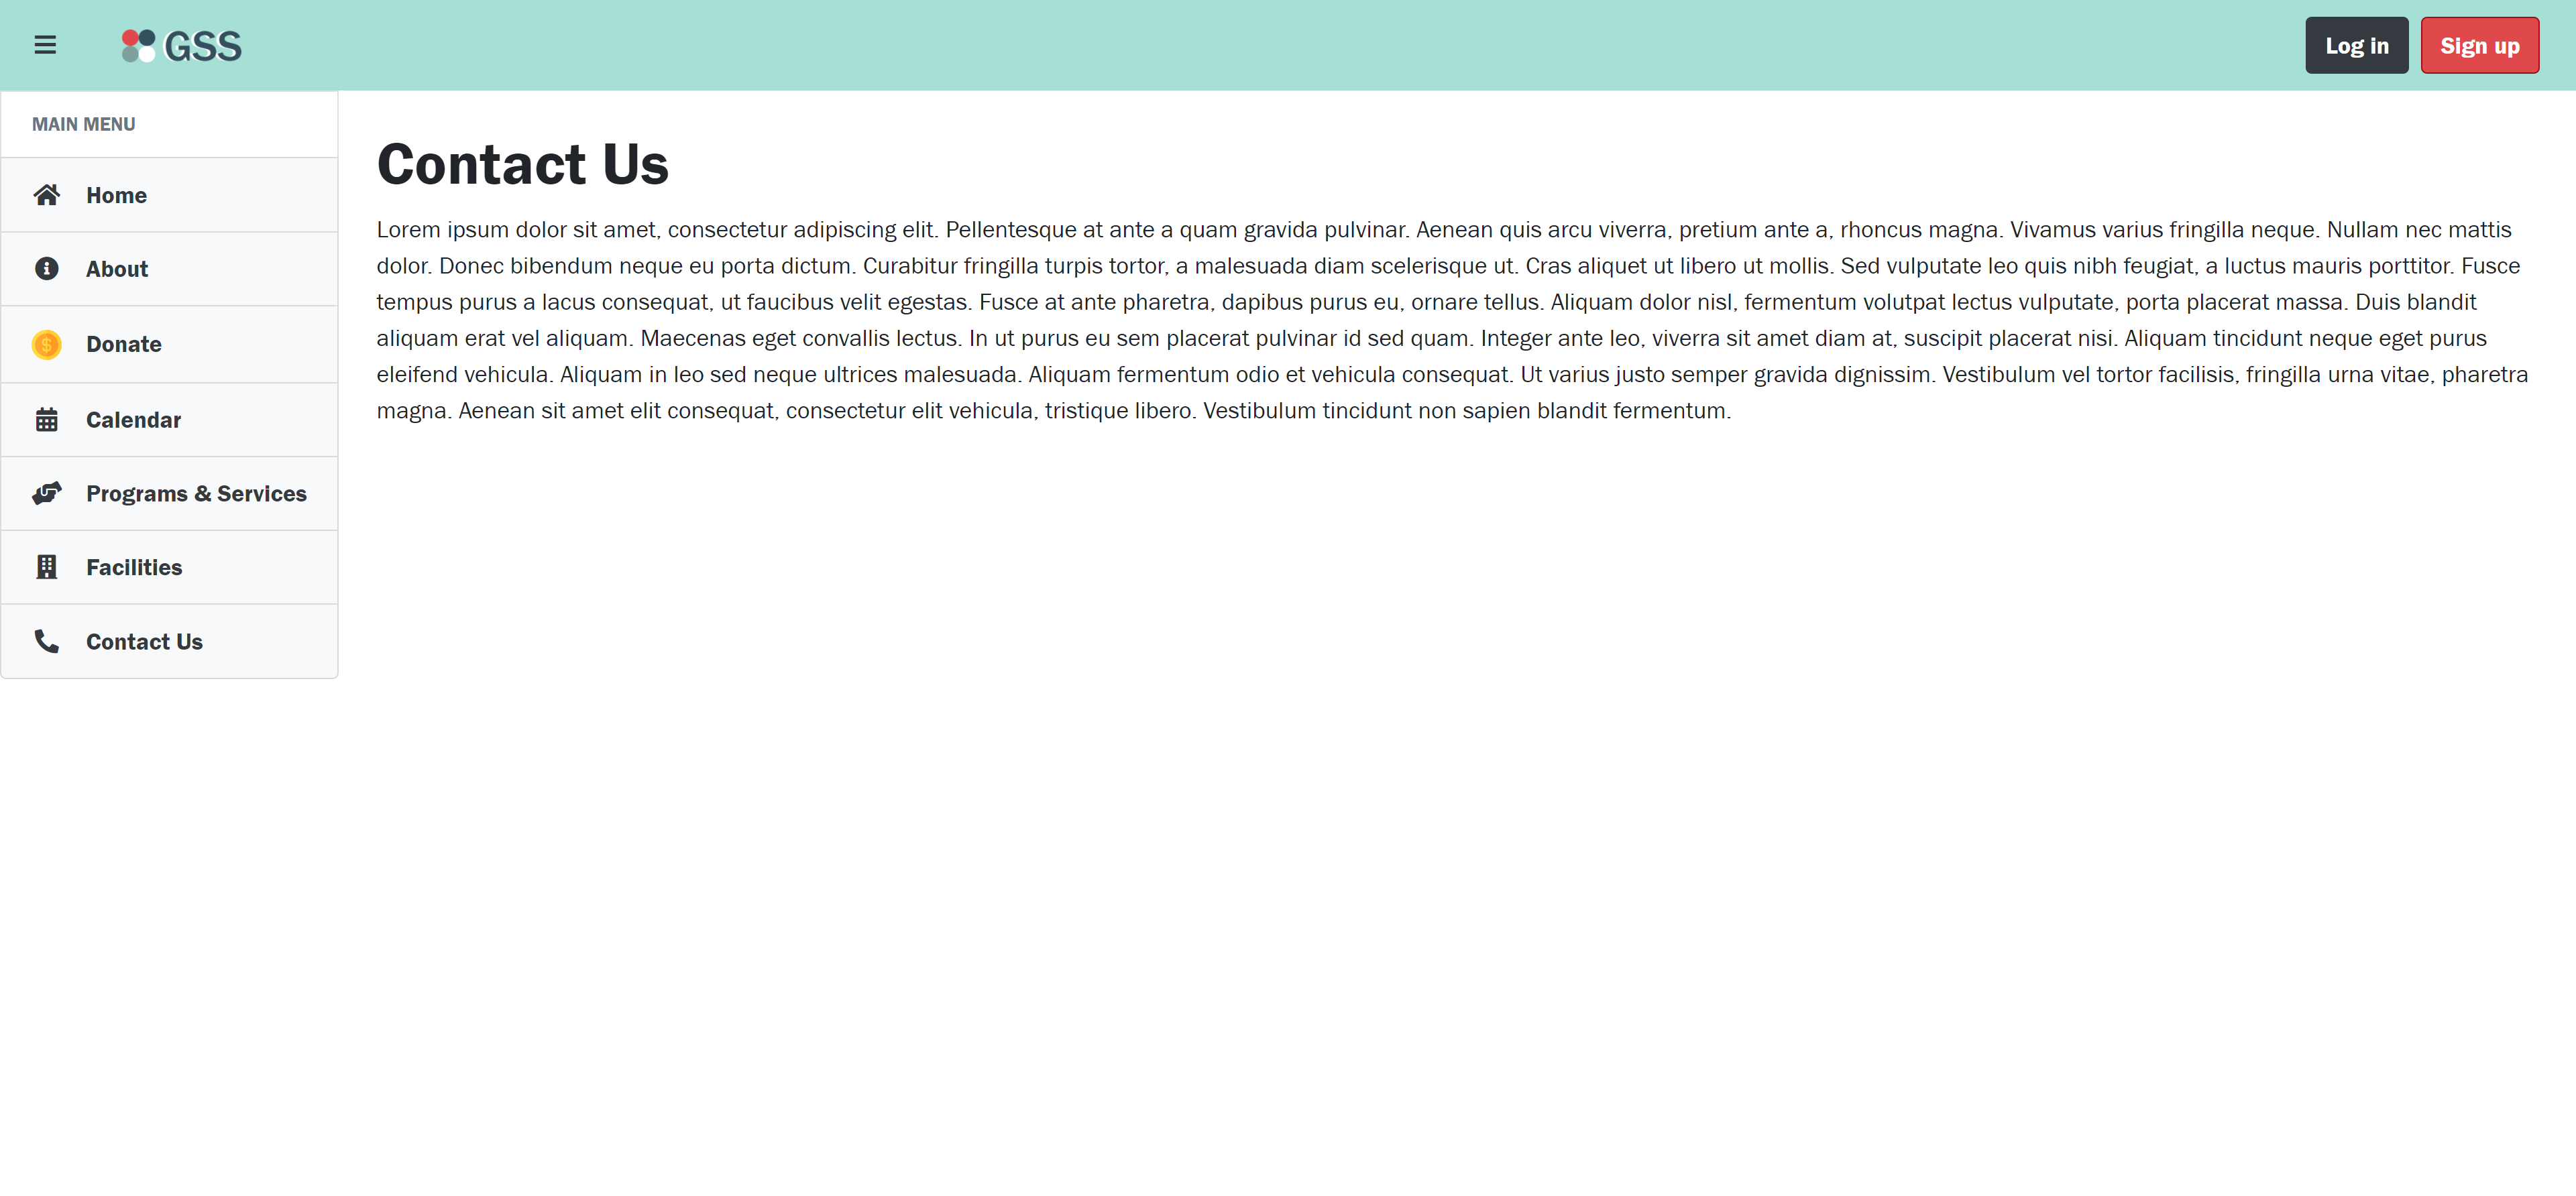 GSS
Log in
Sign up
MAIN MENU
Home
About
Donate
Calendar
Programs & Services
Facilities
Contact Us
Contact Us
Lorem ipsum dolor sit amet, consectetur adipiscing elit. Pellentesque at ante a quam gravida pulvinar. Aenean quis arcu viverra, pretium ante a, rhoncus magna. Vivamus varius fringilla neque. Nullam nec mattis
dolor. Donec bibendum neque eu porta dictum. Curabitur fringilla turpis tortor, a malesuada diam scelerisque ut. Cras aliquet ut libero ut mollis. Sed vulputate leo quis nibh feugiat, a luctus mauris porttitor. Fusce
tempus purus a lacus consequat, ut faucibus velit egestas. Fusce at ante pharetra, dapibus purus eu, ornare tellus. Aliquam dolor nisl, fermentum volutpat lectus vulputate, porta placerat massa. Duis blandit
aliquam erat vel aliquam. Maecenas eget convallis lectus. In ut purus eu sem placerat pulvinar id sed quam. Integer ante leo, viverra sit amet diam at, suscipit placerat nisi. Aliquam tincidunt neque eget purus
eleifend vehicula. Aliquam in leo sed neque ultrices malesuada. Aliquam fermentum odio et vehicula consequat. Ut varius justo semper gravida dignissim. Vestibulum vel tortor facilisis, fringilla urna vitae, pharetra
magna. Aenean sit amet elit consequat, consectetur elit vehicula, tristique libero. Vestibulum tincidunt non sapien blandit fermentum.